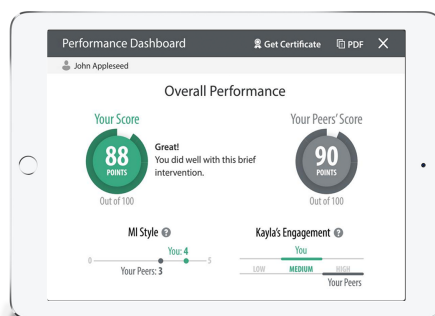 Performance Dashboard Get Certificate PDF X
John Appleseed
Overall Performance
Your Score
88
POINTS
Out of 100
Great!
You did well with this brief
intervention.
Your Peers' Score
90
POINTS
Out of 100
MI Style ?
You: 4
0 5
Your Peers: 3
Kayla's Engagement ?
You
LOW MEDIUM HIGH
Your Peers